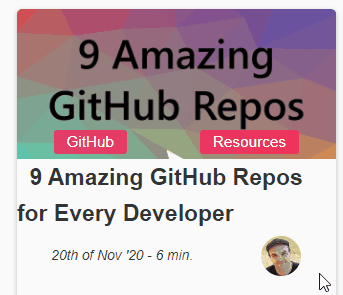 9 Amazing
GitHub Repos
GitHub Resources
9 Amazing GitHub Repos
for Every Developer
20th of Nov '20 - 6 min.